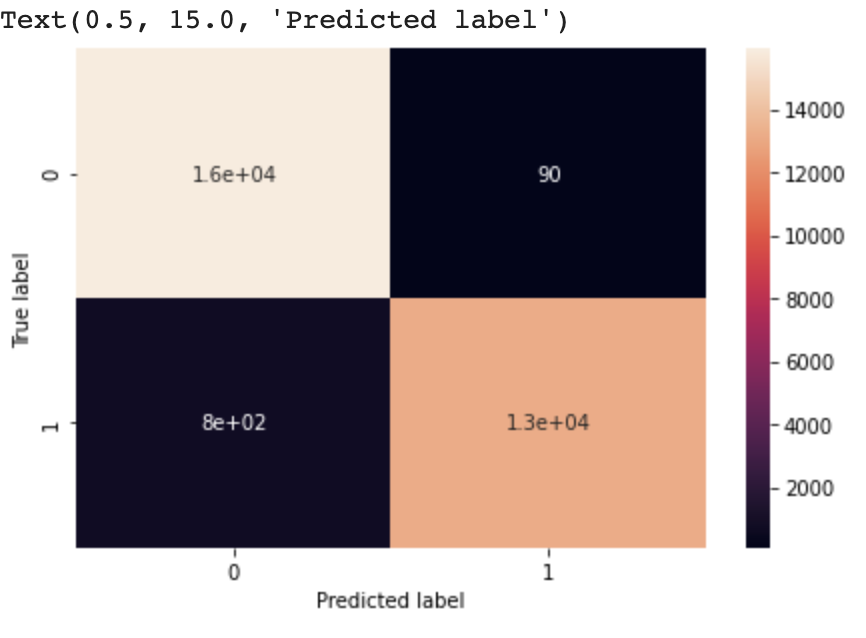 Text(0.5, 15.0, 'Predicted label')
14000
1.6e+04 90
0
12000
10000
True label
8000
6000
8e+02 1.3e+04
1
4000
2000
0 1
Predicted label